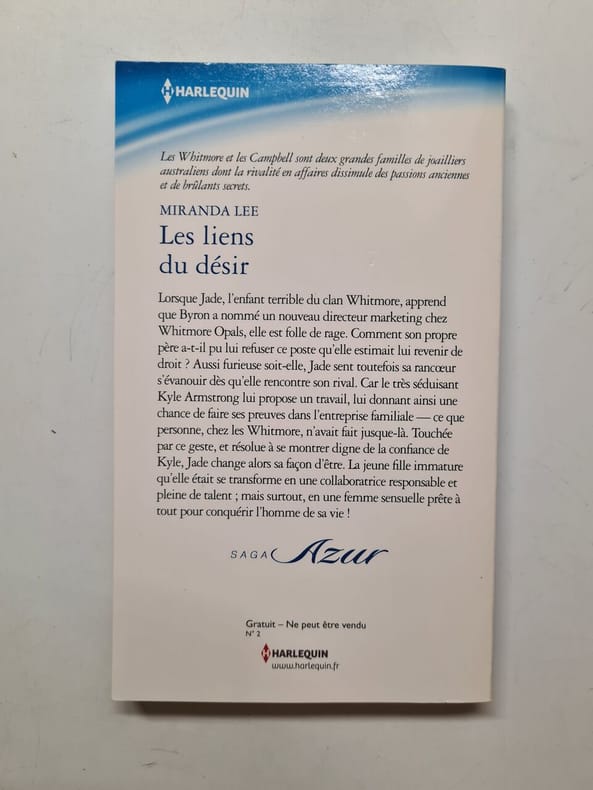 HARLEQUIN
Les Whitmore et les Campbell sont deux grandes familles de joailliers
australiens dont la rivalité en affaires dissimule des passions anciennes
et de brûlants secrets.
MIRANDA LEE
Les liens
du désir
Lorsque Jade, l'enfant terrible du clan Whitmore, apprend
que Byron a nommé un nouveau directeur marketing chez
Whitmore Opals, elle est folle de rage. Comment son propre
père a-t-il pu lui refuser ce poste qu'elle estimait lui revenir de
droit ? Aussi furieuse soit-elle, Jade sent toutefois sa rancœur
s'évanouir dès qu'elle rencontre son rival. Car le très séduisant
Kyle Armstrong lui propose un travail, lui donnant ainsi une
chance de faire ses preuves dans l'entreprise familiale — ce que
personne, chez les Whitmore, n'avait fait jusque-là. Touchée
par ce geste, et résolue à se montrer digne de la confiance de
Kyle, Jade change alors sa façon d'être. La jeune fille immature
qu'elle était se transforme en une collaboratrice responsable et
pleine de talent ; mais surtout, en une femme sensuelle prête à
tout pour conquérir l'homme de sa vie !
SAGA Azur
Gratuit – Ne peut être vendu
N° 2
HARLEQUIN
www.harlequin.fr